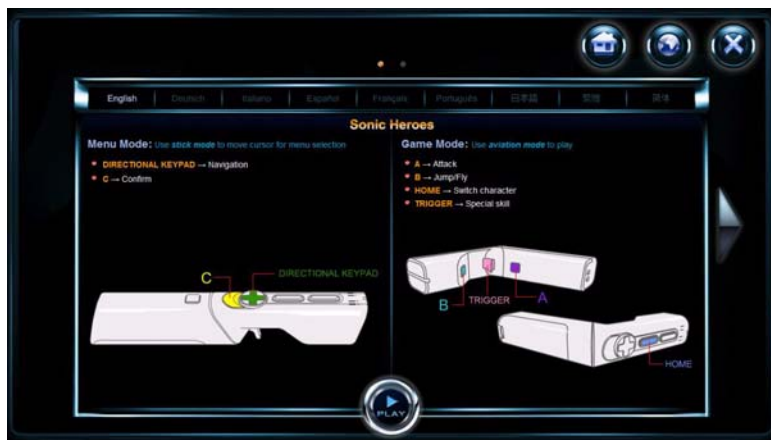 English Deutsch Italiano Español Français Português 日本語 繁體 简体
Sonic Heroes
Menu Mode: Use stick mode to move cursor for menu selection
DIRECTIONAL KEYPAD → Navigation
C → Confirm
C
DIRECTIONAL KEYPAD
Game Mode: Use aviation mode to play
A → Attack
B → Jump/Fly
HOME → Switch character
TRIGGER → Special skill
B
TRIGGER
A
HOME
PLAY